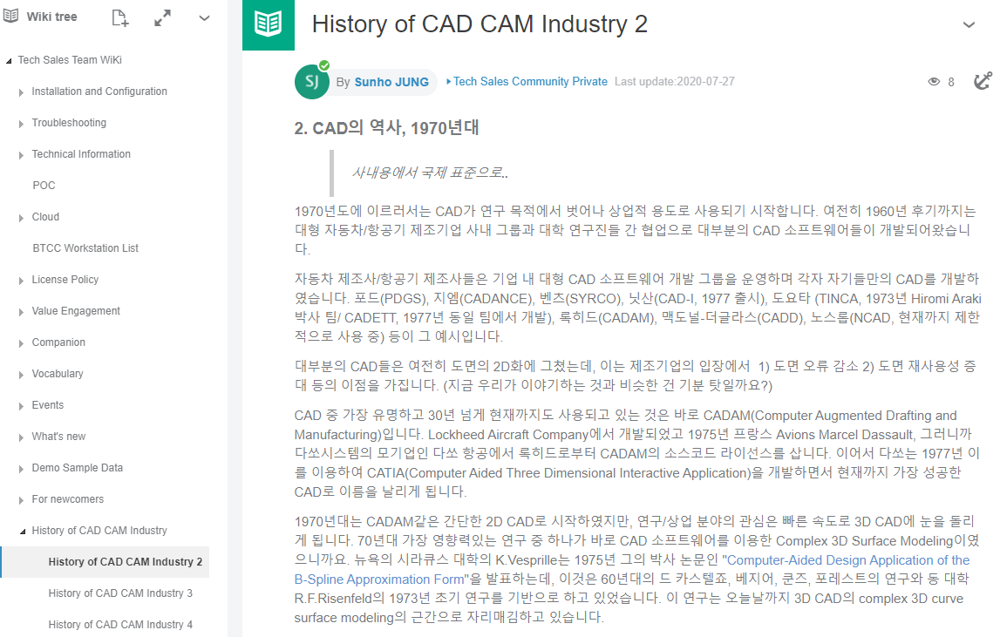 Wiki tree
Tech Sales Team WiKi
Installation and Configuration
Troubleshooting
Technical Information
POC
Cloud
BTCC Workstation List
License Policy
Value Engagement
Companion
Vocabulary
Events
What's new
Demo Sample Data
For newcomers
History of CAD CAM Industry
History of CAD CAM Industry 2
History of CAD CAM Industry 3
History of CAD CAM Industry 4
History of CAD CAM Industry 2
SJ By Sunho JUNG Tech Sales Community Private Last update:2020-07-27 8
2. CAD의 역사, 1970년대
사내용에서 국제 표준으로..
1970년도에 이르러서는 CAD가 연구 목적에서 벗어나 상업적 용도로 사용되기 시작합니다. 여전히 1960년 후기까지는
대형 자동차/항공기 제조기업 사내 그룹과 대학 연구진들 간 협업으로 대부분의 CAD 소프트웨어들이 개발되어왔습니
다.
자동차 제조사/항공기 제조사들은 기업 내 대형 CAD 소프트웨어 개발 그룹을 운영하며 각자 자기들만의 CAD를 개발하
였습니다. 포드(PDGS), 지엠(CADANCE), 벤츠(SYRCO), 닛산(CAD-I, 1977 출시), 도요타 (TINCA, 1973년 Hiromi Araki
박사 팀/ CADETT, 1977년 동일 팀에서 개발), 록히드(CADAM), 맥도널-더글라스(CADD), 노스롭(NCAD, 현재까지 제한
적으로 사용 중) 등이 그 예시입니다.
대부분의 CAD들은 여전히 도면의 2D화에 그쳤는데, 이는 제조기업의 입장에서 1) 도면 오류 감소 2) 도면 재사용성 증
대 등의 이점을 가집니다. (지금 우리가 이야기하는 것과 비슷한 건 기분 탓일까요?)
CAD 중 가장 유명하고 30년 넘게 현재까지도 사용되고 있는 것은 바로 CADAM(Computer Augmented Drafting and
Manufacturing)입니다. Lockheed Aircraft Company에서 개발되었고 1975년 프랑스 Avions Marcel Dassault, 그러니까
다쏘시스템의 모기업인 다쏘 항공에서 록히드로부터 CADAM의 소스코드 라이선스를 삽니다. 이어서 다쏘는 1977년 이
를 이용하여 CATIA(Computer Aided Three Dimensional Interactive Application)을 개발하면서 현재까지 가장 성공한
CAD로 이름을 날리게 됩니다.
1970년대는 CADAM같은 간단한 2D CAD로 시작하였지만, 연구/상업 분야의 관심은 빠른 속도로 3D CAD에 눈을 돌리
게 됩니다. 70년대 가장 영향력있는 연구 중 하나가 바로 CAD 소프트웨어를 이용한 Complex 3D Surface Modeling이였
으니까요. 뉴욕의 시라큐스 대학의 K.Vesprille는 1975년 그의 박사 논문인 "Computer-Aided Design Application of the
B-Spline Approximation Form"을 발표하는데, 이것은 60년대의 드 카스텔죠, 베지어, 쿤즈, 포레스트의 연구와 동 대학
R.F.Risenfeld의 1973년 초기 연구를 기반으로 하고 있었습니다. 이 연구는 오늘날까지 3D CAD의 complex 3D curve
surface modeling의 근간으로 자리매김하고 있습니다.